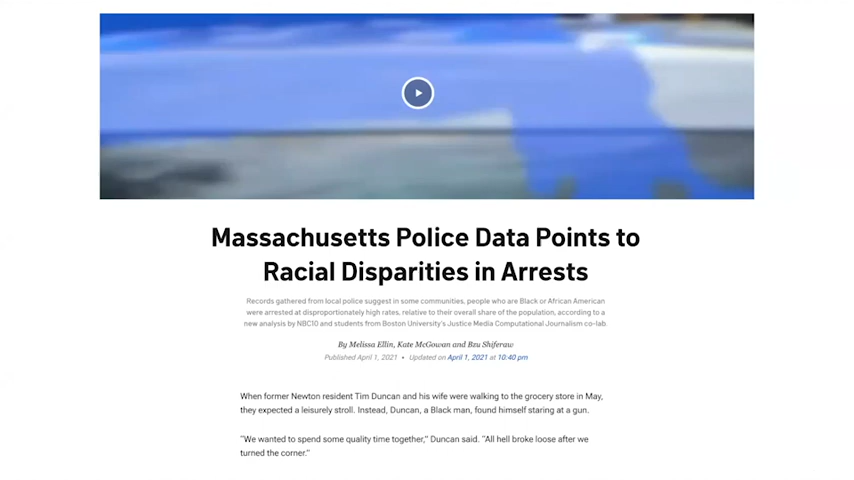 Massachusetts Police Data Points to
Racial Disparities in Arrests
Records gathered from local police suggest in some communities, people who are Black or African American
were arrested at disproportionately high rates, relative to their overall share of the population, according to a
new analysis by NBC10 and students from Boston University's Justice Media Computational Journalism co-lab
By Melissa Ellin, Kate McGowan and Bzu Shiferaw
Published April 1, 2021 • Updated on April 1, 2021 at 10:40 pm
When former Newton resident Tim Duncan and his wife were walking to the grocery store in May,
they expected a leisurely stroll. Instead, Duncan, a Black man, found himself staring at a gun.
"We wanted to spend some quality time together," Duncan said. "All hell broke loose after we
turned the corner."